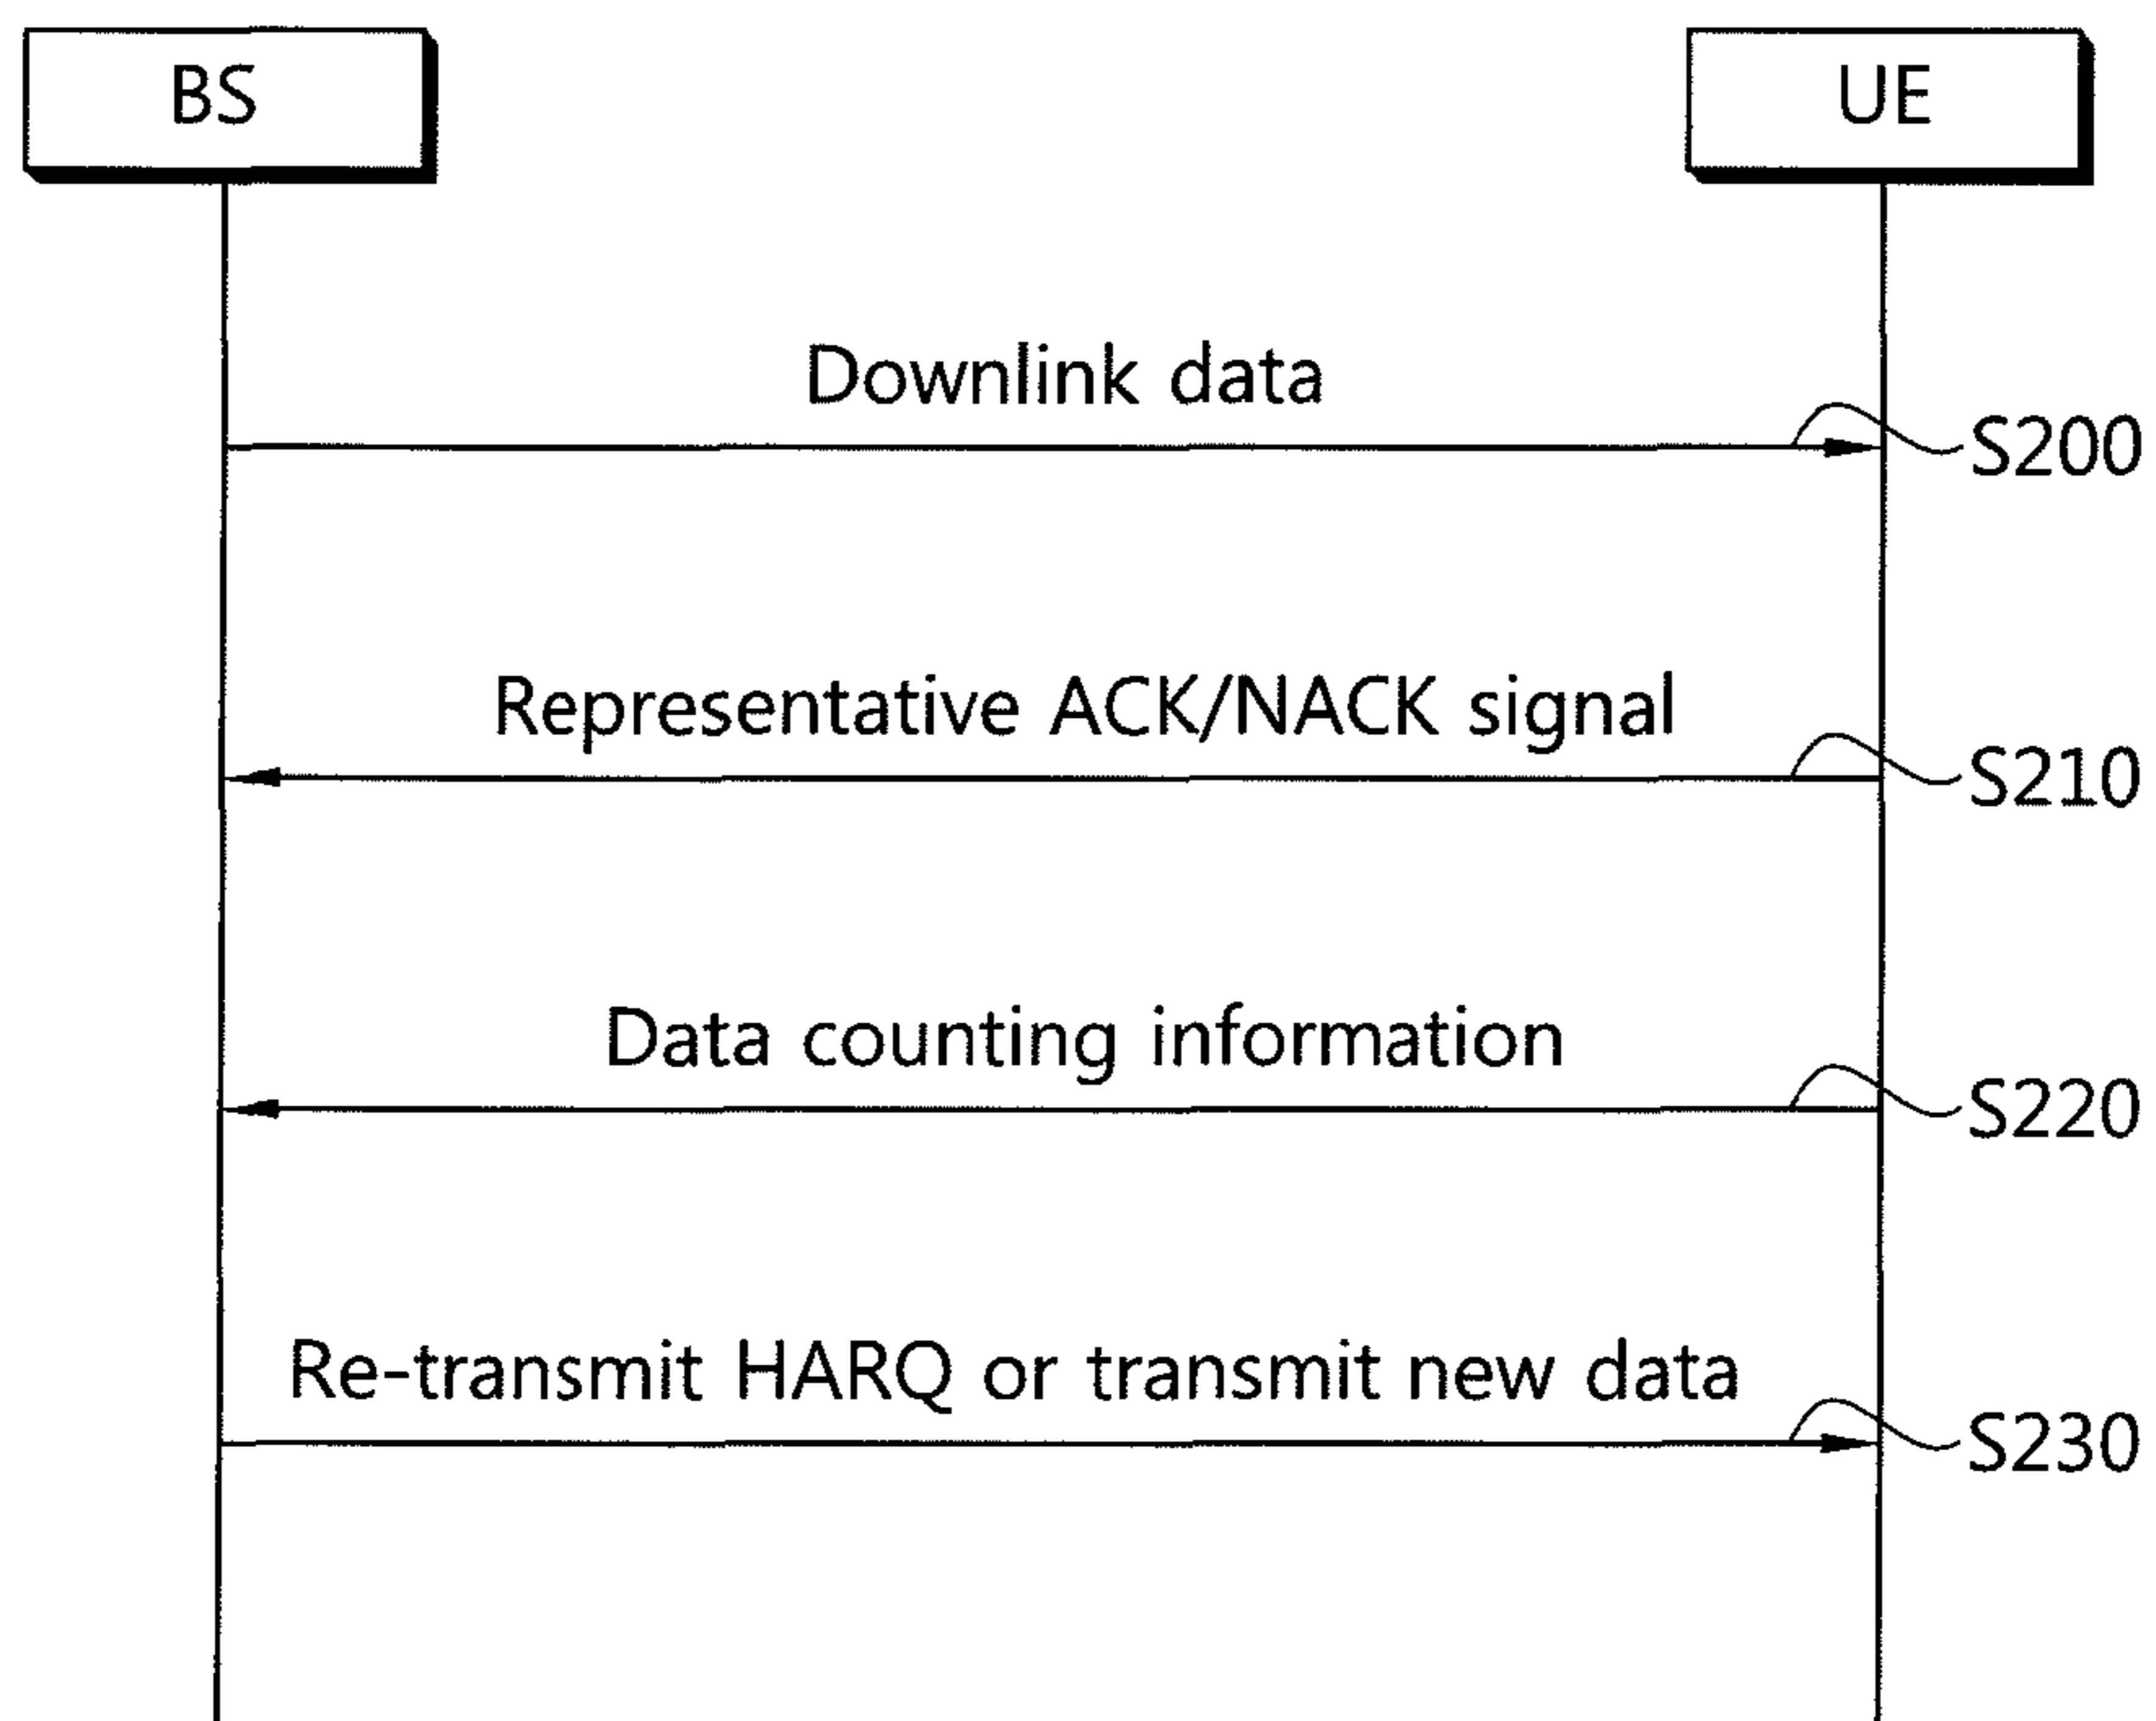 BS
UE
Downlink data
S200
Representative ACK/NACK signal
S210
Data counting information
S220
Re-transmit HARQ or transmit new data
S230